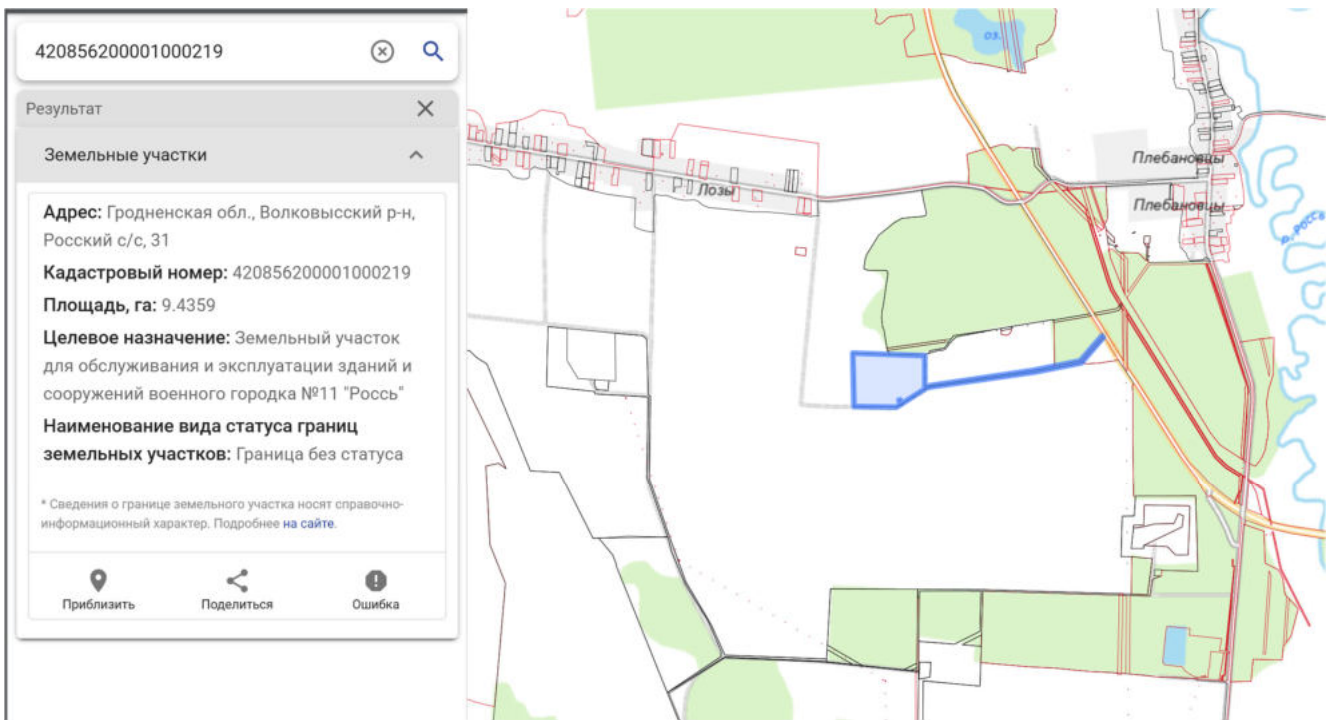 420856200001000219
Результат
Земельные участки
Адрес: Гродненская обл., Волковысский р-н,
Росский с/с, 31
Кадастровый номер: 420856200001000219
Площадь, га: 9.4359
Целевое назначение: Земельный участок
для обслуживания и эксплуатации зданий и
сооружений военного городка №11 "Россь"
Наименование вида статуса границ
земельных участков: Граница без статуса
* Сведения о границе земельного участка носят справочно-
информационный характер. Подробнее на сайте.
Приблизить Поделиться Ошибка
оз.
Плебановцы
Лозы
Плебановцы
р. РОССЬ